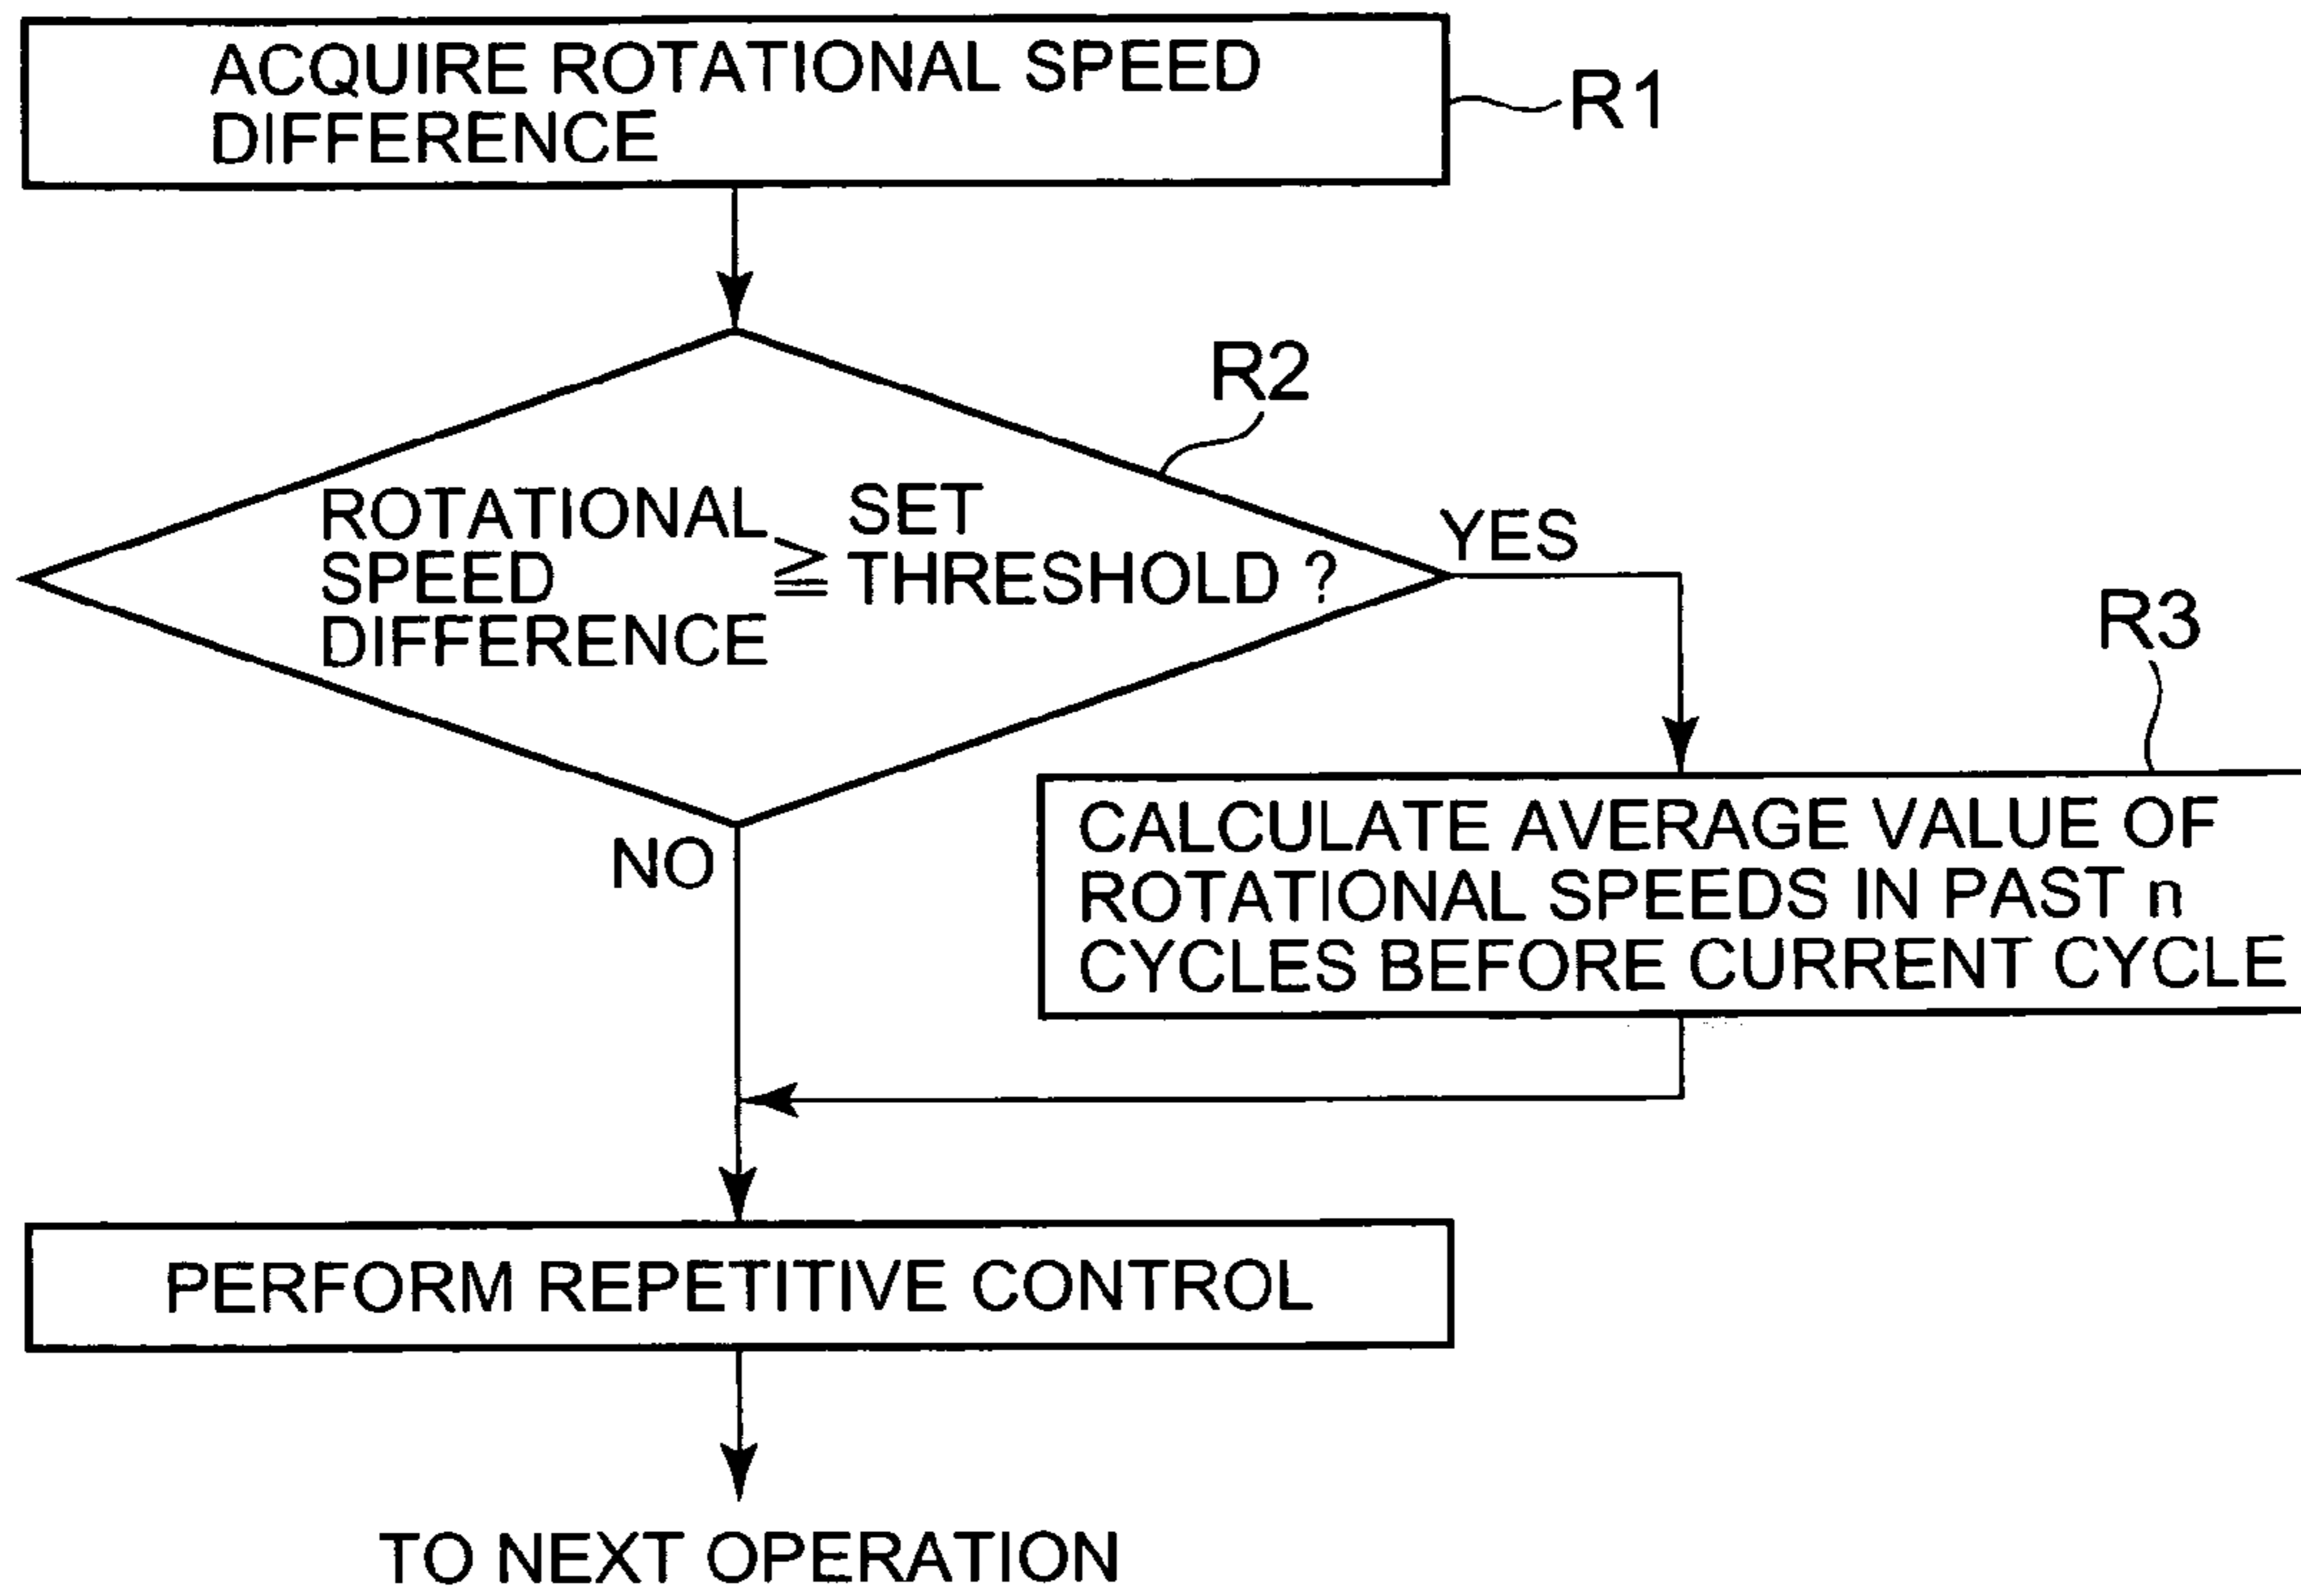 ACQUIRE ROTATIONAL SPEED
DIFFERENCE
R1
R2
ROTATIONAL
SPEED
DIFFERENCE
≧
SET
THRESHOLD ?
YES
R3
NO
CALCULATE AVERAGE VALUE OF
ROTATIONAL SPEEDS IN PAST n
CYCLES BEFORE CURRENT CYCLE
PERFORM REPETITIVE CONTROL
TO NEXT OPERATION